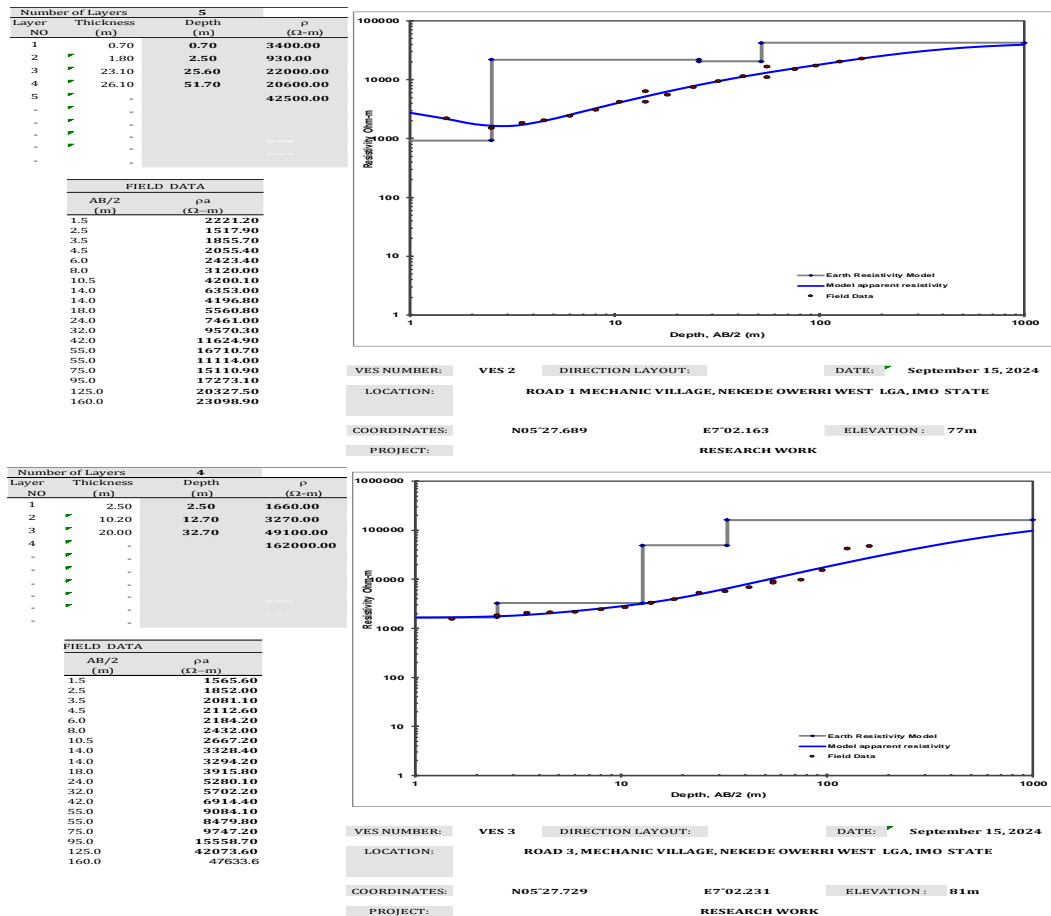 Number of Layers 5
Layer Thickness Depth ρ
NO (m) (m) (Ω-m)
1 0.70 0.70 3400.00
2 1.80 2.50 930.00
3 23.10 25.60 22000.00
4 26.10 51.70 20600.00
5 - 42500.00
- -
- -
- -
- -
- -
FIELD DATA
AB/2 ρa
(m) (Ω−m)
1.5 2221.20
2.5 1517.90
3.5 1855.70
4.5 2055.40
6.0 2423.40
8.0 3120.00
10.5 4200.10
14.0 6353.00
14.0 4196.80
18.0 5560.80
24.0 7461.00
32.0 9570.30
42.0 11624.90
55.0 16710.70
55.0 11114.00
75.0 15110.90
95.0 17273.10
125.0 20327.50
160.0 23098.90
Resistivity Ohm-m
100000
10000
1000
100
10
1
Earth Resistivity Model
Model apparent resistivity
Field Data
1 10 100 1000
Depth, AB/2 (m)
VES NUMBER: VES 2 DIRECTION LAYOUT: DATE: September 15, 2024
LOCATION: ROAD 1 MECHANIC VILLAGE, NEKEDE OWERRI WEST LGA, IMO STATE
COORDINATES: N05°27.689 E7°02.163 ELEVATION : 77m
PROJECT: RESEARCH WORK
Number of Layers 4
Layer Thickness Depth ρ
NO (m) (m) (Ω-m)
1 2.50 2.50 1660.00
2 10.20 12.70 3270.00
3 20.00 32.70 49100.00
4 - 162000.00
- -
- -
- -
- -
- -
- -
FIELD DATA
AB/2 ρa
(m) (Ω−m)
1.5 1565.60
2.5 1852.00
3.5 2081.10
4.5 2112.60
6.0 2184.20
8.0 2432.00
10.5 2667.20
14.0 3328.40
14.0 3294.20
18.0 3915.80
24.0 5280.10
32.0 5702.20
42.0 6914.40
55.0 9084.10
55.0 8479.80
75.0 9747.20
95.0 15558.70
125.0 42073.60
160.0 47633.6
Resistivity Ohm-m
1000000
100000
10000
1000
100
10
1
Earth Resistivity Model
Model apparent resistivity
Field Data
1 10 100 1000
Depth, AB/2 (m)
VES NUMBER: VES 3 DIRECTION LAYOUT: DATE: September 15, 2024
LOCATION: ROAD 3, MECHANIC VILLAGE, NEKEDE OWERRI WEST LGA, IMO STATE
COORDINATES: N05°27.729 E7°02.231 ELEVATION : 81m
PROJECT: RESEARCH WORK